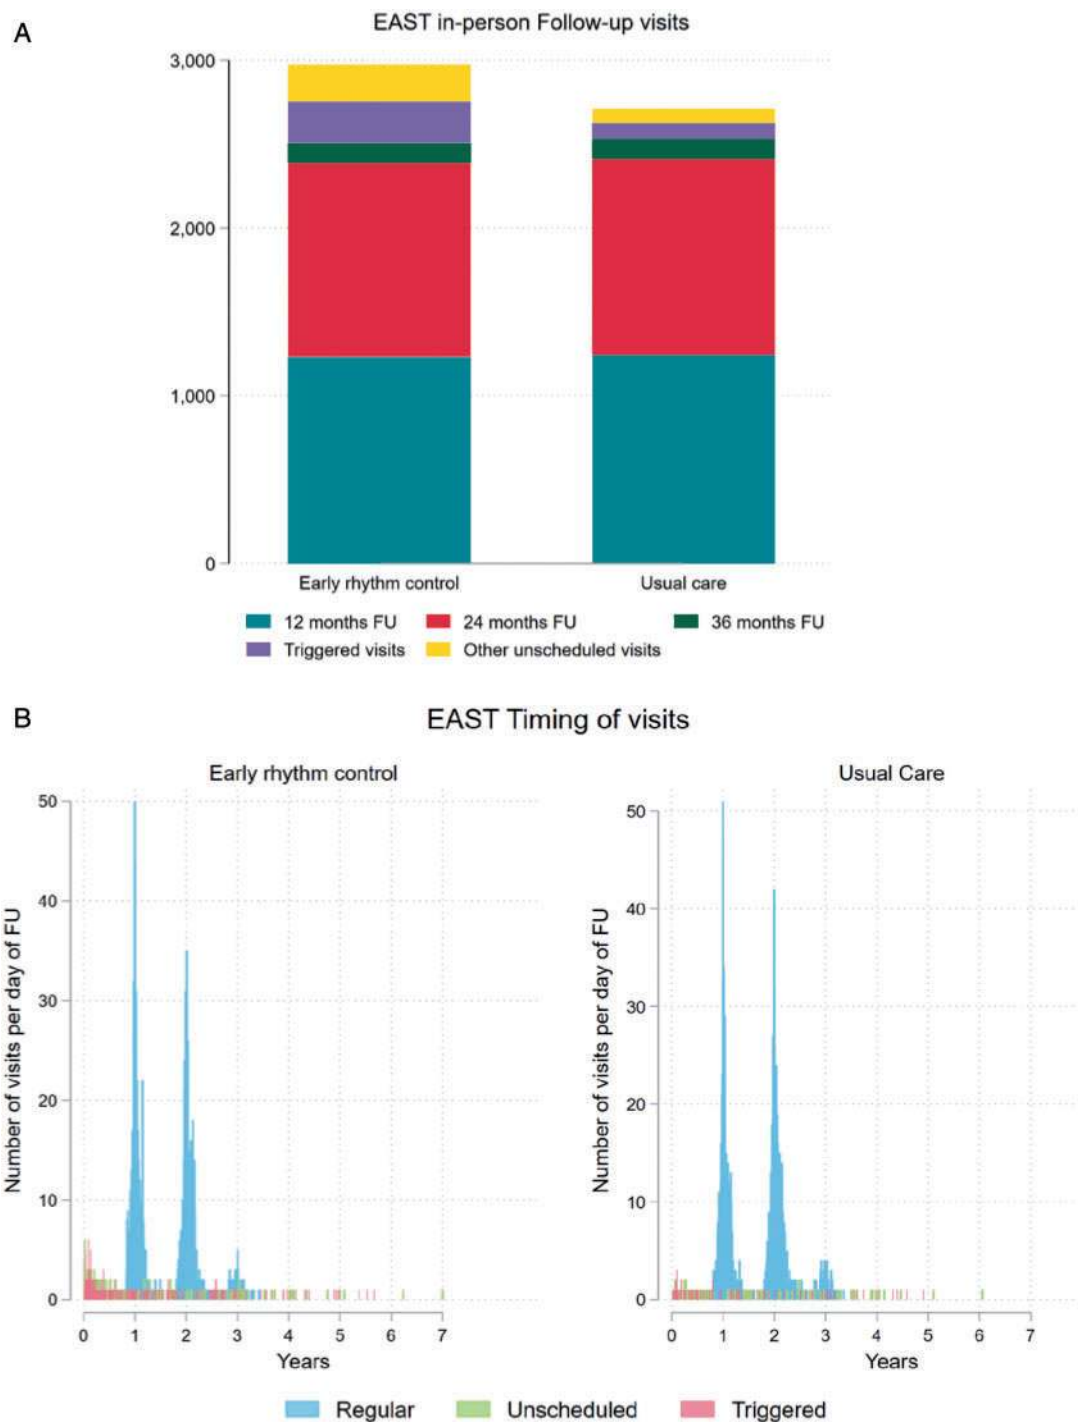 A
EAST in-person Follow-up visits
3,000
2,000
1,000
0
Early rhythm control
Usual care
12 months FU
24 months FU
36 months FU
Triggered visits
Other unscheduled visits
B
EAST Timing of visits
Early rhythm control
Number of visits per day of FU
50
40
30
20
10
0
0 1 2 3 4 5 6 7
Years
Usual Care
Number of visits per day of FU
50
40
30
20
10
0
0 1 2 3 4 5 6 7
Years
Regular
Unscheduled
Triggered